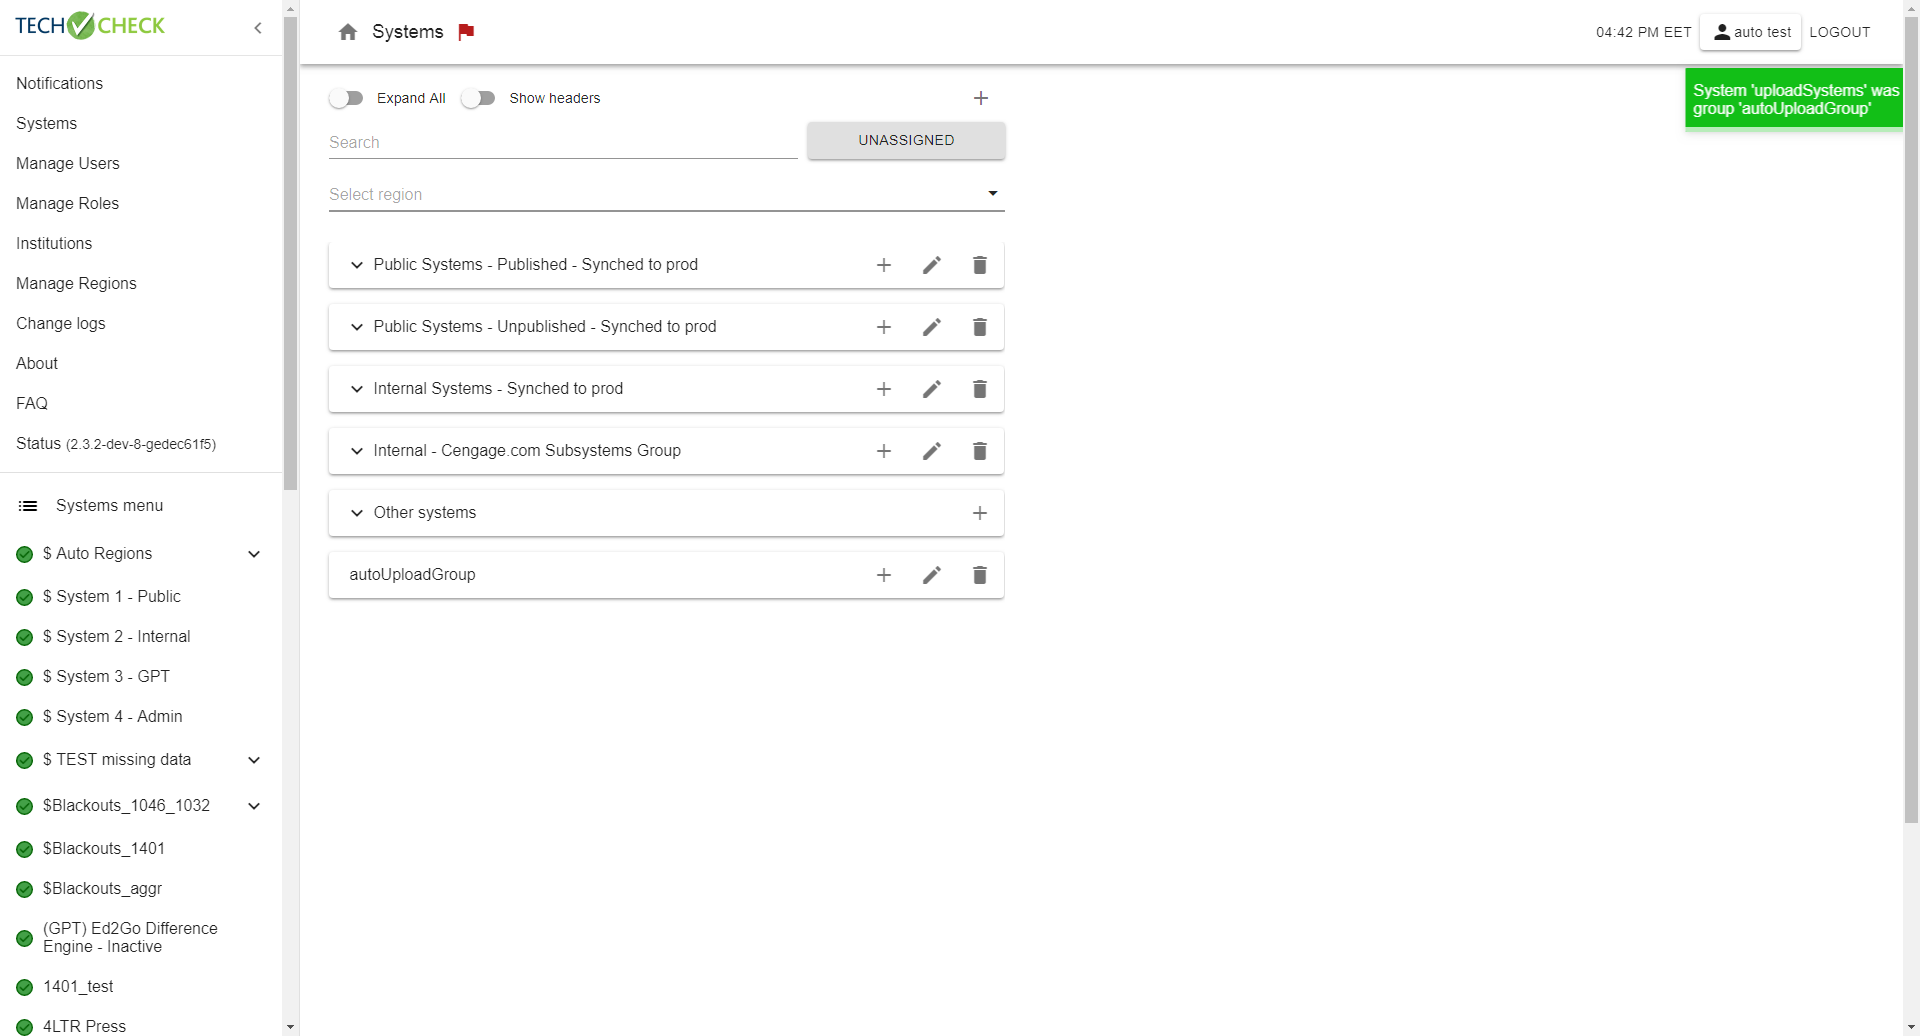 TECH CHECK
Notifications
Systems
Manage Users
Manage Roles
Institutions
Manage Regions
Change logs
About
FAQ
Status (2.3.2-dev-8-gedec61f5)
Systems menu
$ Auto Regions
$ System 1 - Public
$ System 2 - Internal
$ System 3 - GPT
$ System 4 - Admin
$ TEST missing data
$Blackouts_1046_1032
$Blackouts_1401
$Blackouts_aggr
(GPT) Ed2Go Difference
Engine - Inactive
1401_test
4LTR Press
Systems
04:42 PM EET
auto test
LOGOUT
System 'uploadSystems' was
group 'autoUploadGroup'
Expand All
Show headers
Search
UNASSIGNED
Select region
Public Systems - Published - Synched to prod
Public Systems - Unpublished - Synched to prod
Internal Systems - Synched to prod
Internal - Cengage.com Subsystems Group
Other systems
autoUploadGroup